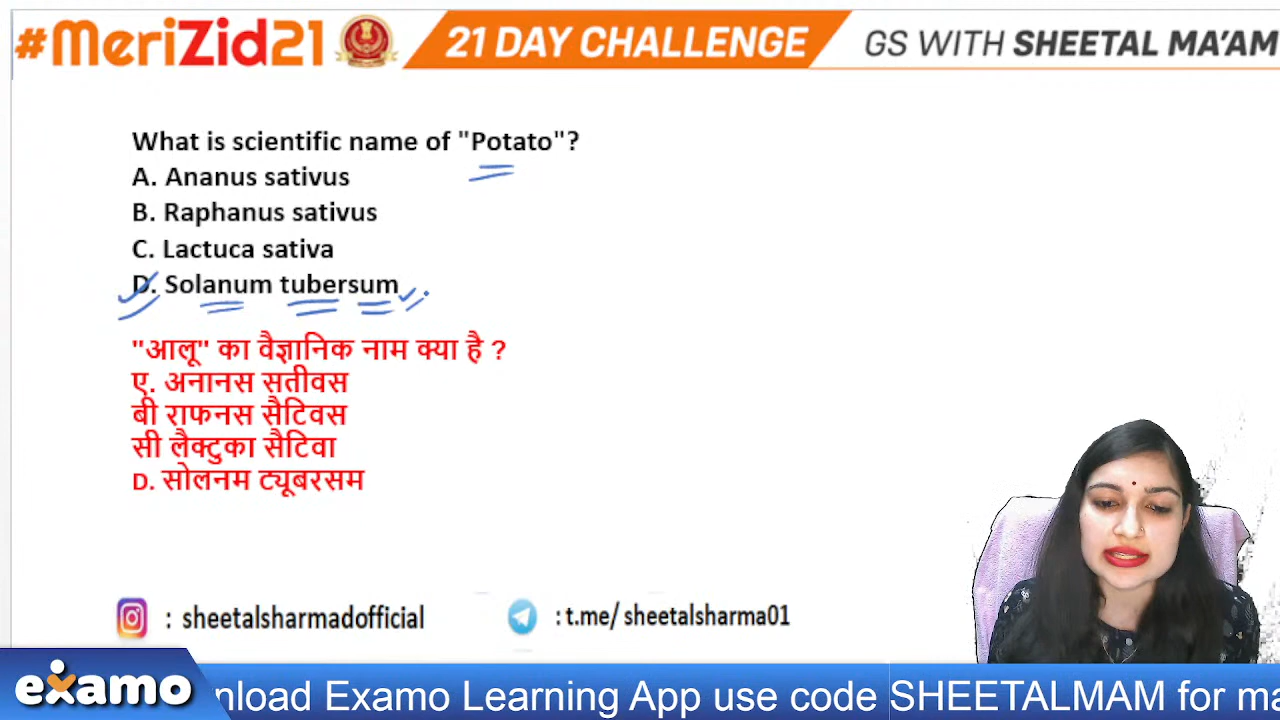 #MeriZid21 21 DAY CHALLENGE GS WITH SHEETAL MA'AM
What is scientific name of "Potato"?
A. Ananus sativus
B. Raphanus sativus
C. Lactuca sativa
D. Solanum tubersum
"आलू" का वैज्ञानिक नाम क्या है ?
ए. अनानस सतीवस
बी राफनस सैटिवस
सी लैक्टुका सैटिवा
D. सोलनम ट्यूबरसम
: sheetalsharmadofficial : t.me/ sheetalsharma01
examo nload Examo Learning App use code SHEETALMAM for ma